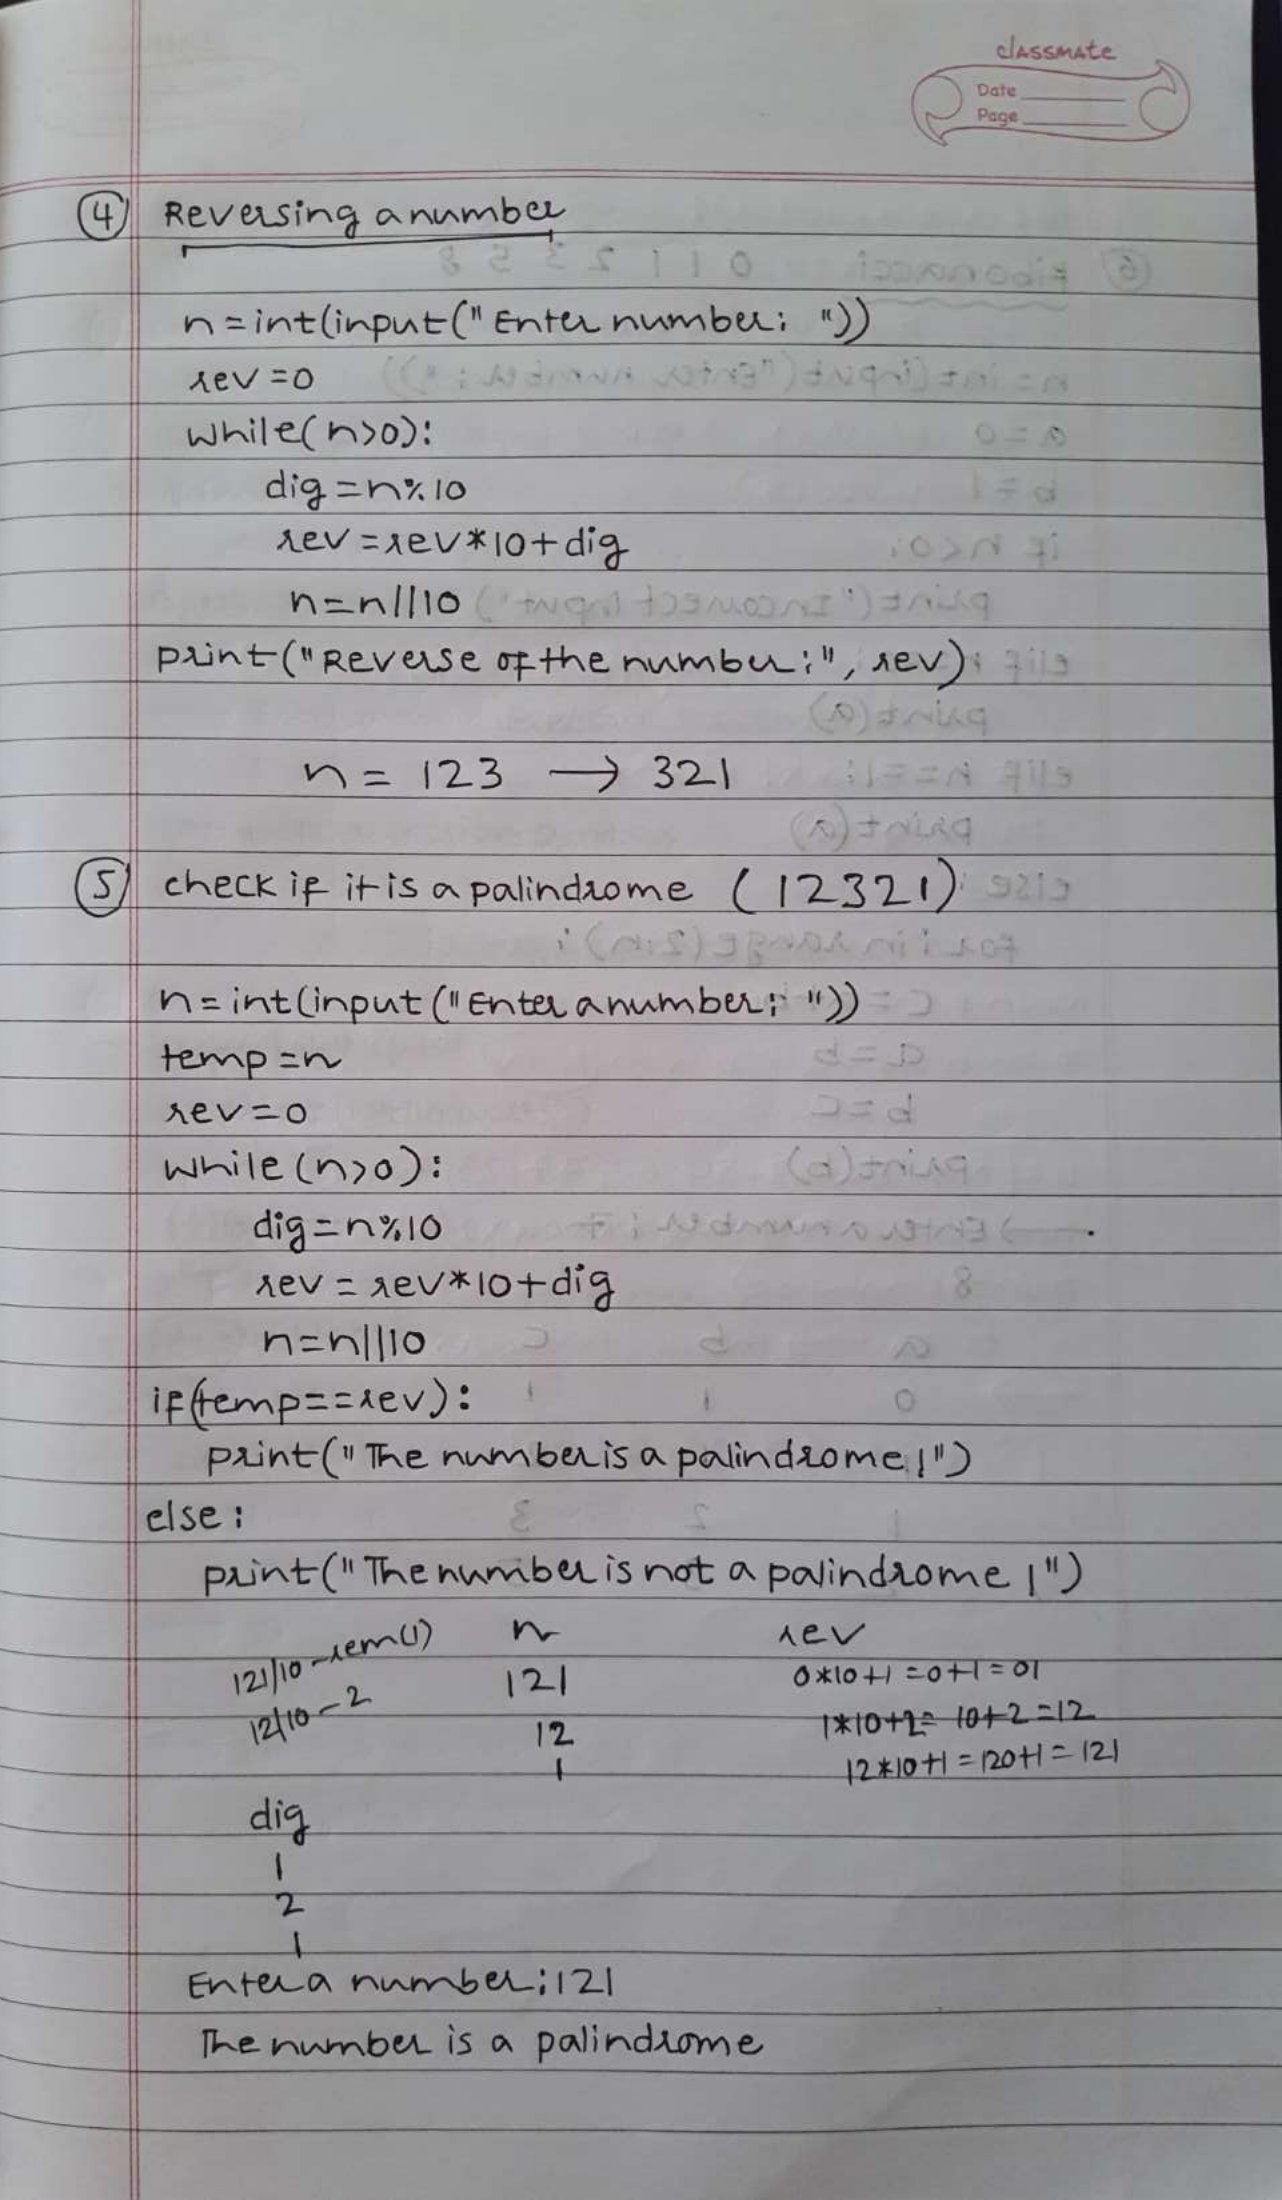 classmate
Date
Page
4 Reversing a number
n=int(input("Enter number: "))
rev=0
while(n>0):
dig=n%10
rev=rev*10+dig
n=n//10
print("Reverse of the number:", rev)
n = 123 → 321
5 check if it is a palindrome (12321)
n=int(input("Enter a number: "))
temp=n
rev=0
while(n>0):
dig=n%10
rev=rev*10+dig
n=n//10
if(temp==rev):
print("The number is a palindrome!")
else:
print("The number is not a palindrome!")
121/10-rem(1) n rev
12/10-2 121 0*10+1=0+1=01
12 1*10+2=10+2=12
1 12*10+1=120+1=121
dig
1
2
1
Enter a number:121
The number is a palindrome